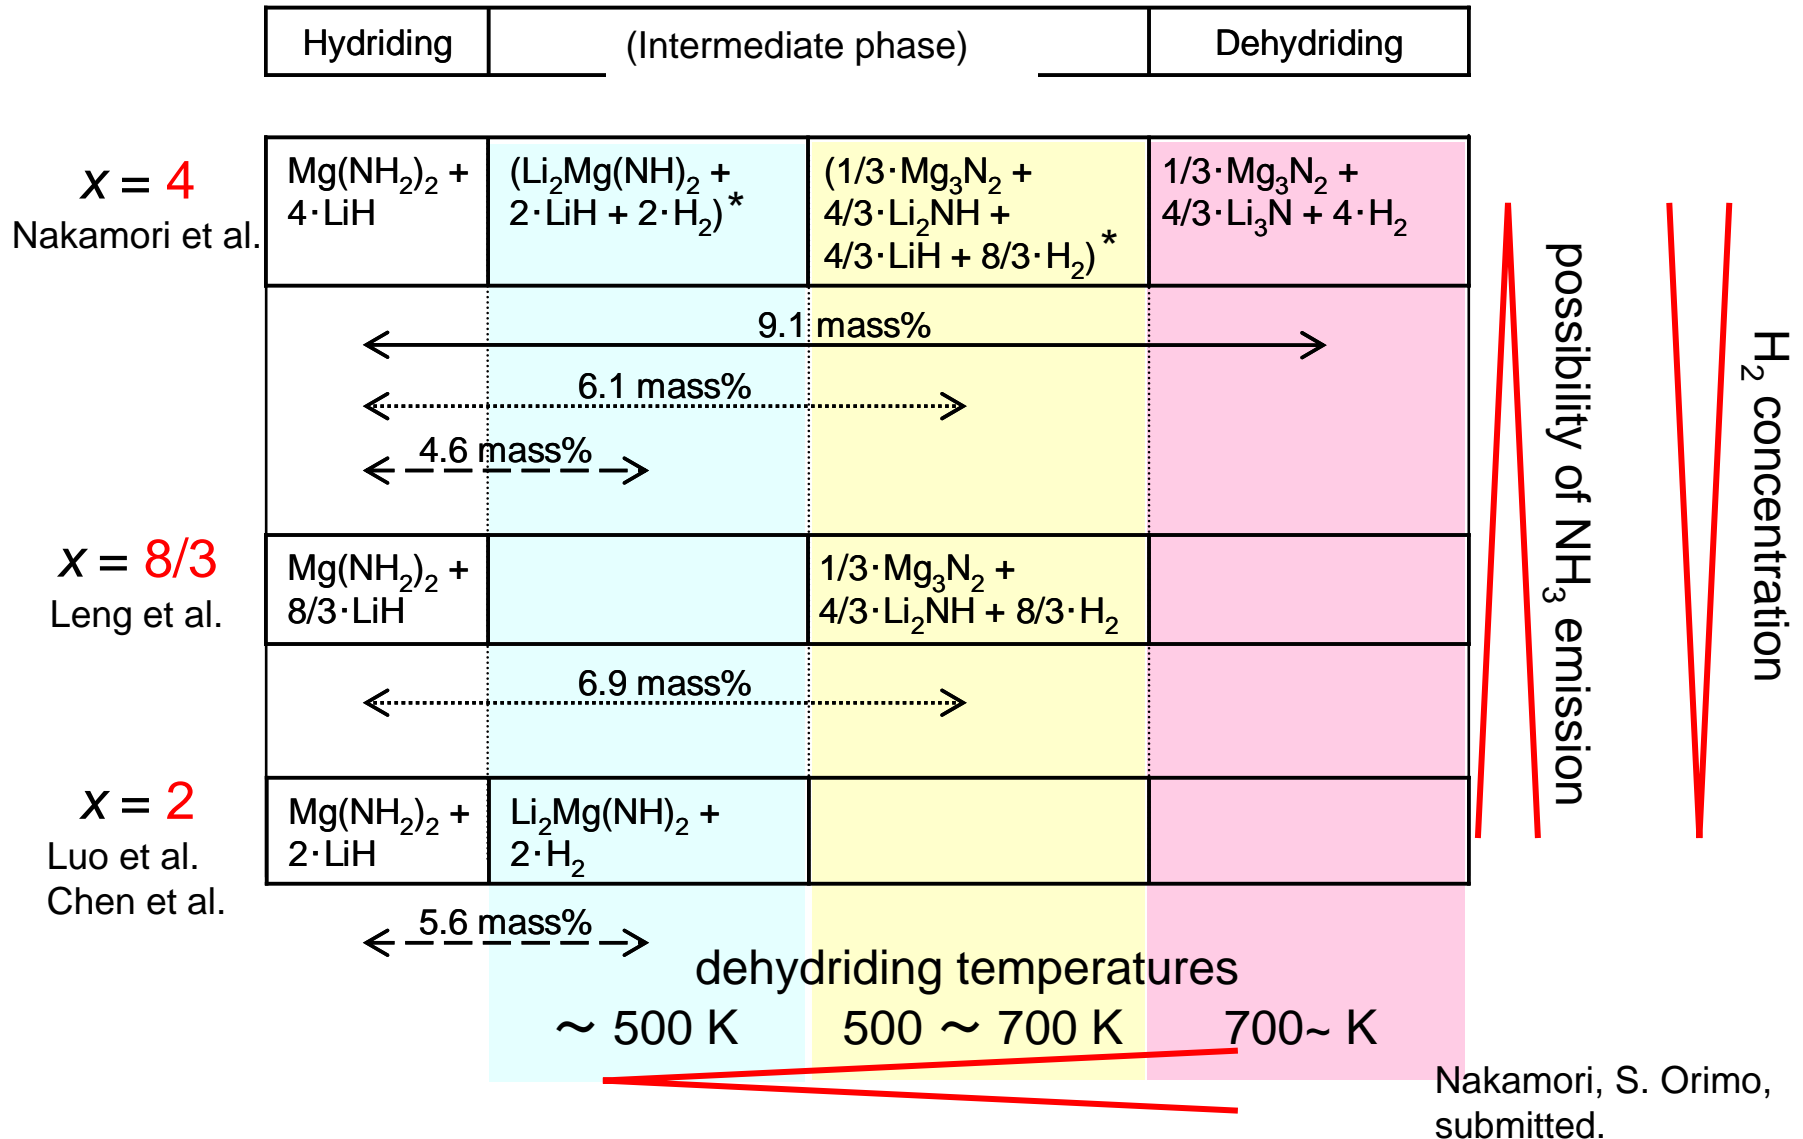 Hydriding
(Intermediate phase)
Dehydriding
x = 4
Nakamori et al.
Mg(NH₂)₂ +
4·LiH
(Li₂Mg(NH)₂ +
2·LiH + 2·H₂)*
(1/3·Mg₃N₂ +
4/3·Li₂NH +
4/3·LiH + 8/3·H₂)*
1/3·Mg₃N₂ +
4/3·Li₃N + 4·H₂
9.1 mass%
6.1 mass%
4.6 mass%
x = 8/3
Leng et al.
Mg(NH₂)₂ +
8/3·LiH
1/3·Mg₃N₂ +
4/3·Li₂NH + 8/3·H₂
6.9 mass%
x = 2
Luo et al.
Chen et al.
Mg(NH₂)₂ +
2·LiH
Li₂Mg(NH)₂ +
2·H₂
5.6 mass%
possibility of NH₃ emission
H₂ concentration
dehydriding temperatures
～ 500 K
500 ～ 700 K
700~ K
Nakamori, S. Orimo,
submitted.